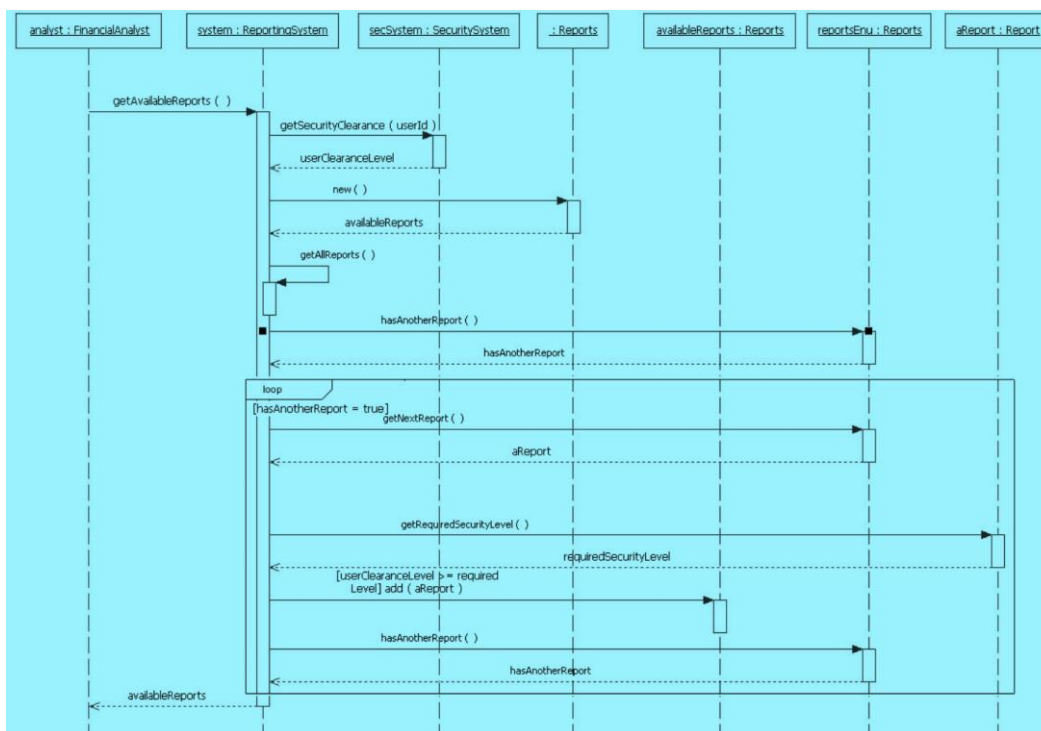 analyst : FinancialAnalyst
system : ReportingSystem
secSystem : SecuritySystem
: Reports
availableReports : Reports
reportsEnu : Reports
aReport : Report
getAvailableReports ( )
getSecurityClearance ( userId )
userClearanceLevel
new ( )
availableReports
getAllReports ( )
hasAnotherReport ( )
hasAnotherReport
loop
[hasAnotherReport = true]
getNextReport ( )
aReport
getRequiredSecurityLevel ( )
requiredSecurityLevel
[userClearanceLevel >= required
Level] add ( aReport )
hasAnotherReport ( )
hasAnotherReport
availableReports